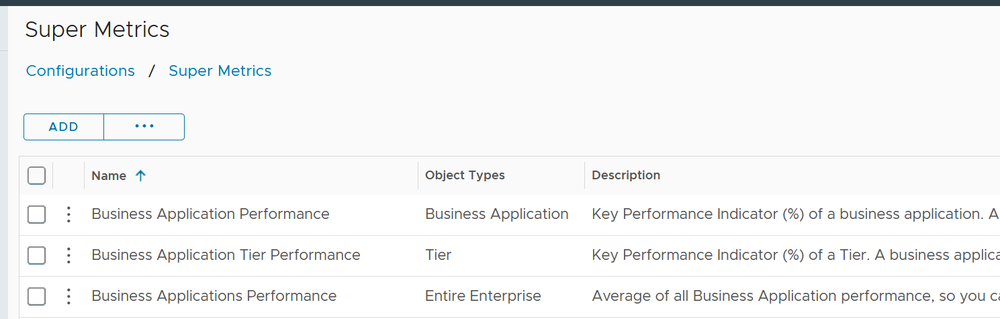 Super Metrics
Configurations / Super Metrics
ADD ...
Name ↑ Object Types Description
Business Application Performance Business Application Key Performance Indicator (%) of a business application. A
Business Application Tier Performance Tier Key Performance Indicator (%) of a Tier. A business applic
Business Applications Performance Entire Enterprise Average of all Business Application performance, so you c